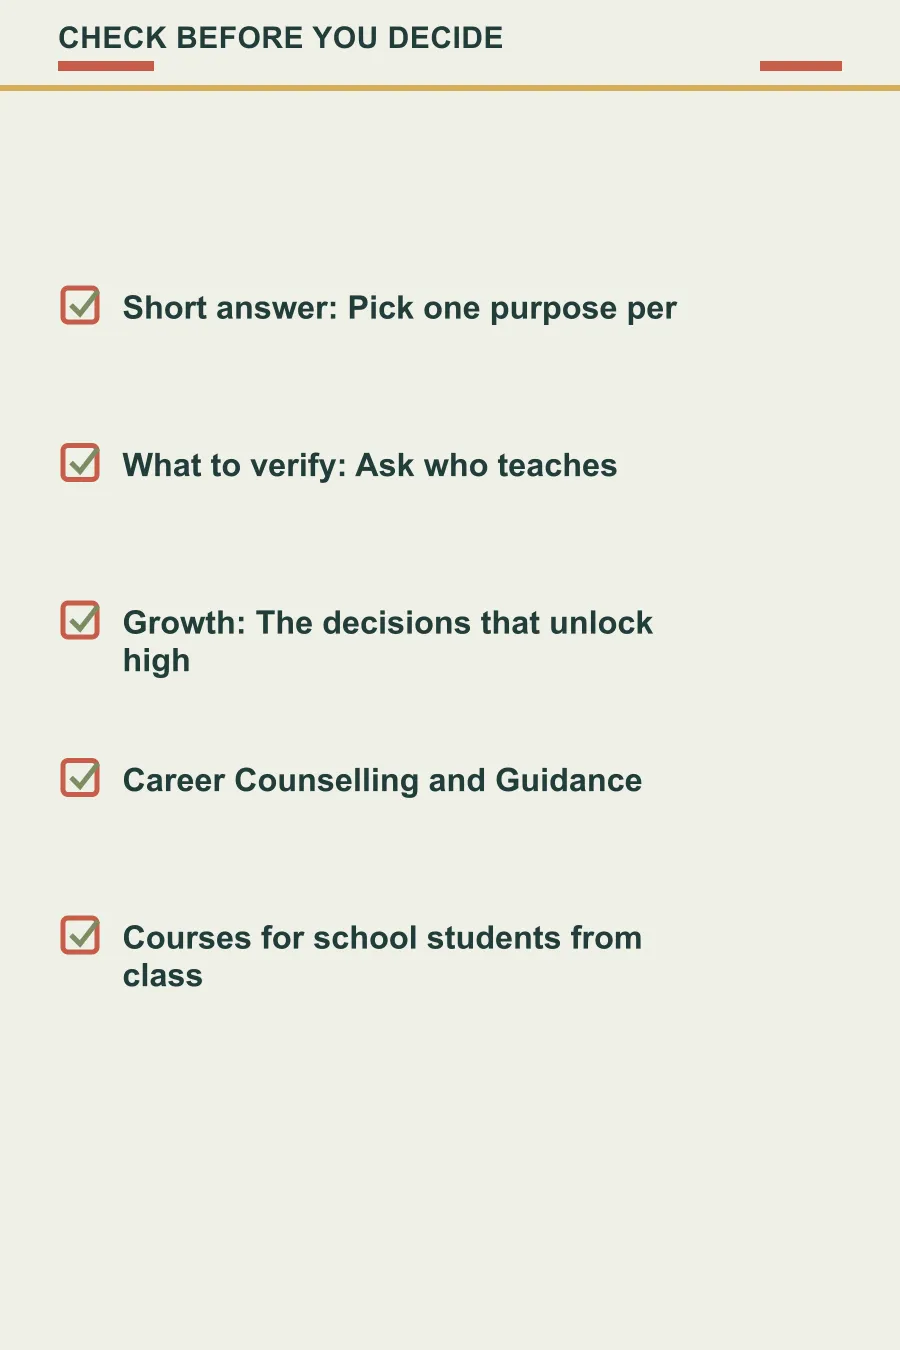 CHECK BEFORE YOU DECIDE
Short answer: Pick one purpose per
What to verify: Ask who teaches
Growth: The decisions that unlock
high
Career Counselling and Guidance
Courses for school students from
class